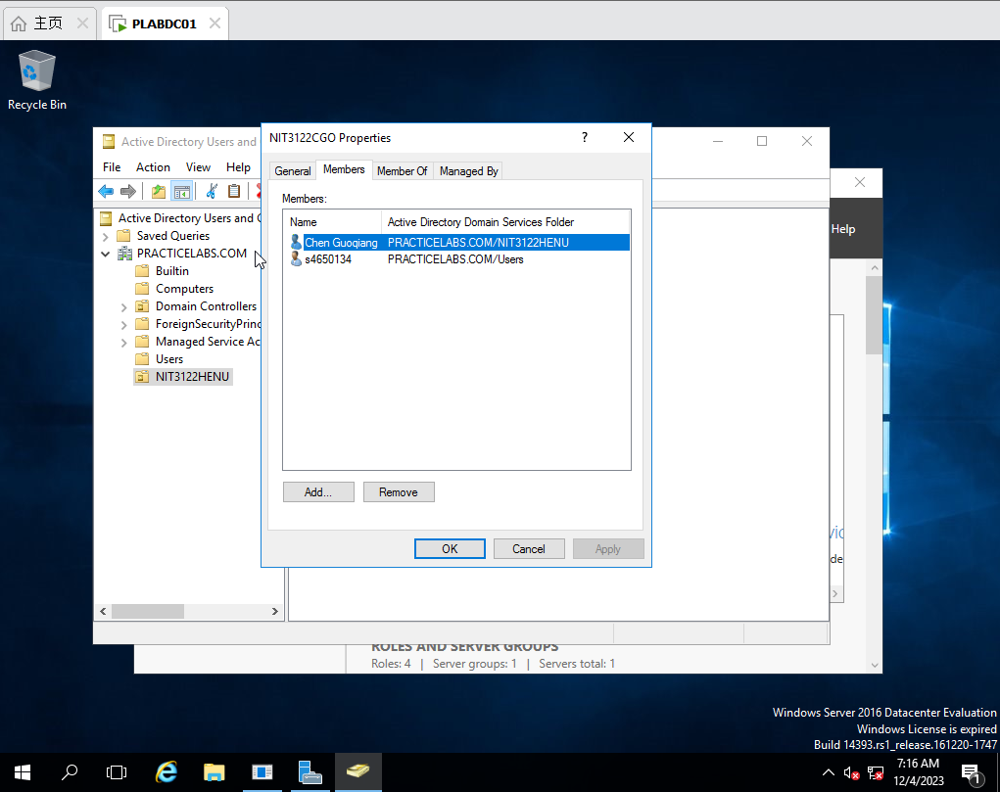 主页
PLABDC01
Recycle Bin
Active Directory Users and
File Action View Help
Active Directory Users and C
Saved Queries
PRACTICELABS.COM
Builtin
Computers
Domain Controllers
ForeignSecurityPrinc
Managed Service Ac
Users
NIT3122HENU
NIT3122CGO Properties
?
General Members Member Of Managed By
Members:
Name Active Directory Domain Services Folder
Chen Guoqiang PRACTICELABS.COM/NIT3122HENU
s4650134 PRACTICELABS.COM/Users
Add... Remove
OK Cancel Apply
Help
vic
de
ROLES AND SERVER GROUPS
Roles: 4 | Server groups: 1 | Servers total: 1
Windows Server 2016 Datacenter Evaluation
Windows License is expired
Build 14393.rs1_release.161220-1747
7:16 AM
12/4/2023
1